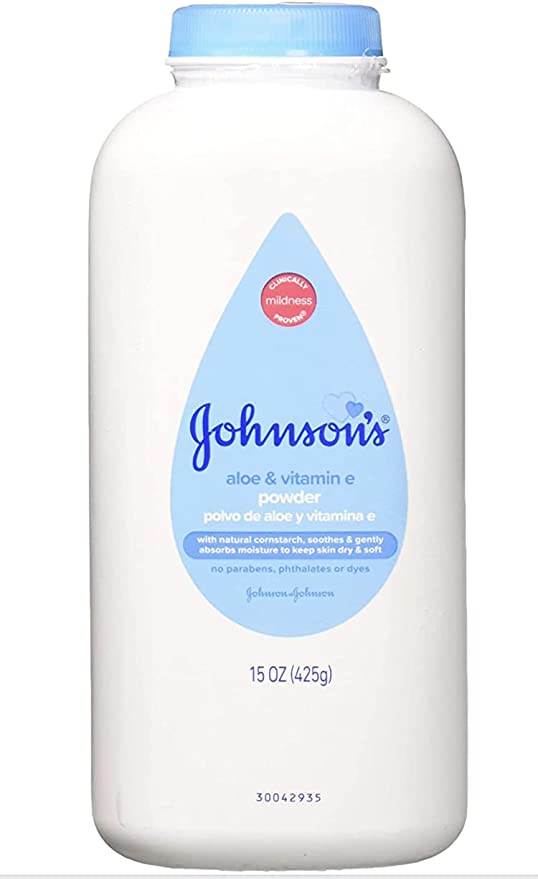 CLINICALLY
mildness
PROVEN®
Johnson's®
aloe & vitamin e
powder
polvo de aloe y vitamina e
with natural cornstarch, soothes & gently
absorbs moisture to keep skin dry & soft
no parabens, phthalates or dyes
Johnson & Johnson
15 OZ (425g)
30042935